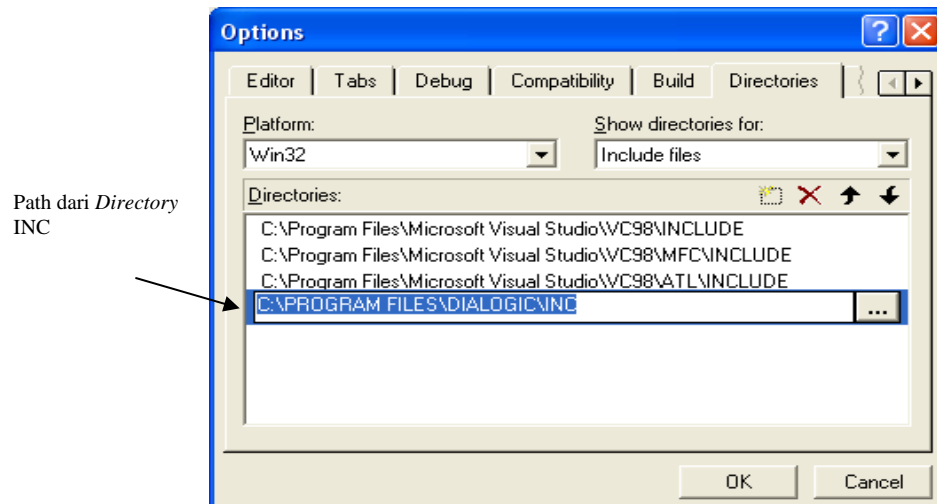 Options
Editor Tabs Debug Compatibility Build Directories
Platform: Show directories for:
Win32 Include files
Directories:
C:\Program Files\Microsoft Visual Studio\VC98\INCLUDE
C:\Program Files\Microsoft Visual Studio\VC98\MFC\INCLUDE
C:\Program Files\Microsoft Visual Studio\VC98\ATL\INCLUDE
C:\PROGRAM FILES\DIALOGIC\INC
...
OK Cancel
Path dari Directory
INC